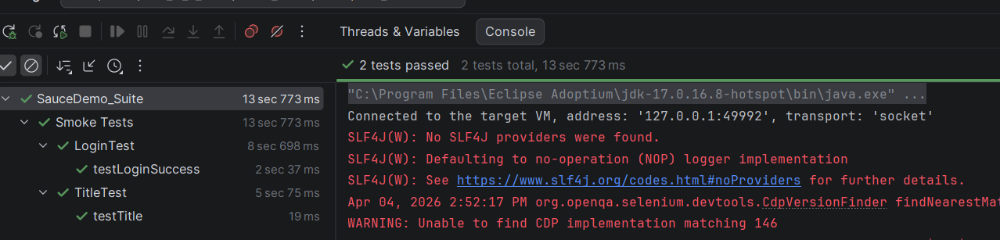 Threads & Variables Console
2 tests passed 2 tests total, 13 sec 773 ms
SauceDemo_Suite 13 sec 773 ms
Smoke Tests 13 sec 773 ms
LoginTest 8 sec 698 ms
testLoginSuccess 2 sec 37 ms
TitleTest 5 sec 75 ms
testTitle 19 ms
"C:\Program Files\Eclipse Adoptium\jdk-17.0.16.8-hotspot\bin\java.exe" ...
Connected to the target VM, address: '127.0.0.1:49992', transport: 'socket'
SLF4J(W): No SLF4J providers were found.
SLF4J(W): Defaulting to no-operation (NOP) logger implementation
SLF4J(W): See https://www.slf4j.org/codes.html#noProviders for further details.
Apr 04, 2026 2:52:17 PM org.openqa.selenium.devtools.CdpVersionFinder findNearestMat
WARNING: Unable to find CDP implementation matching 146